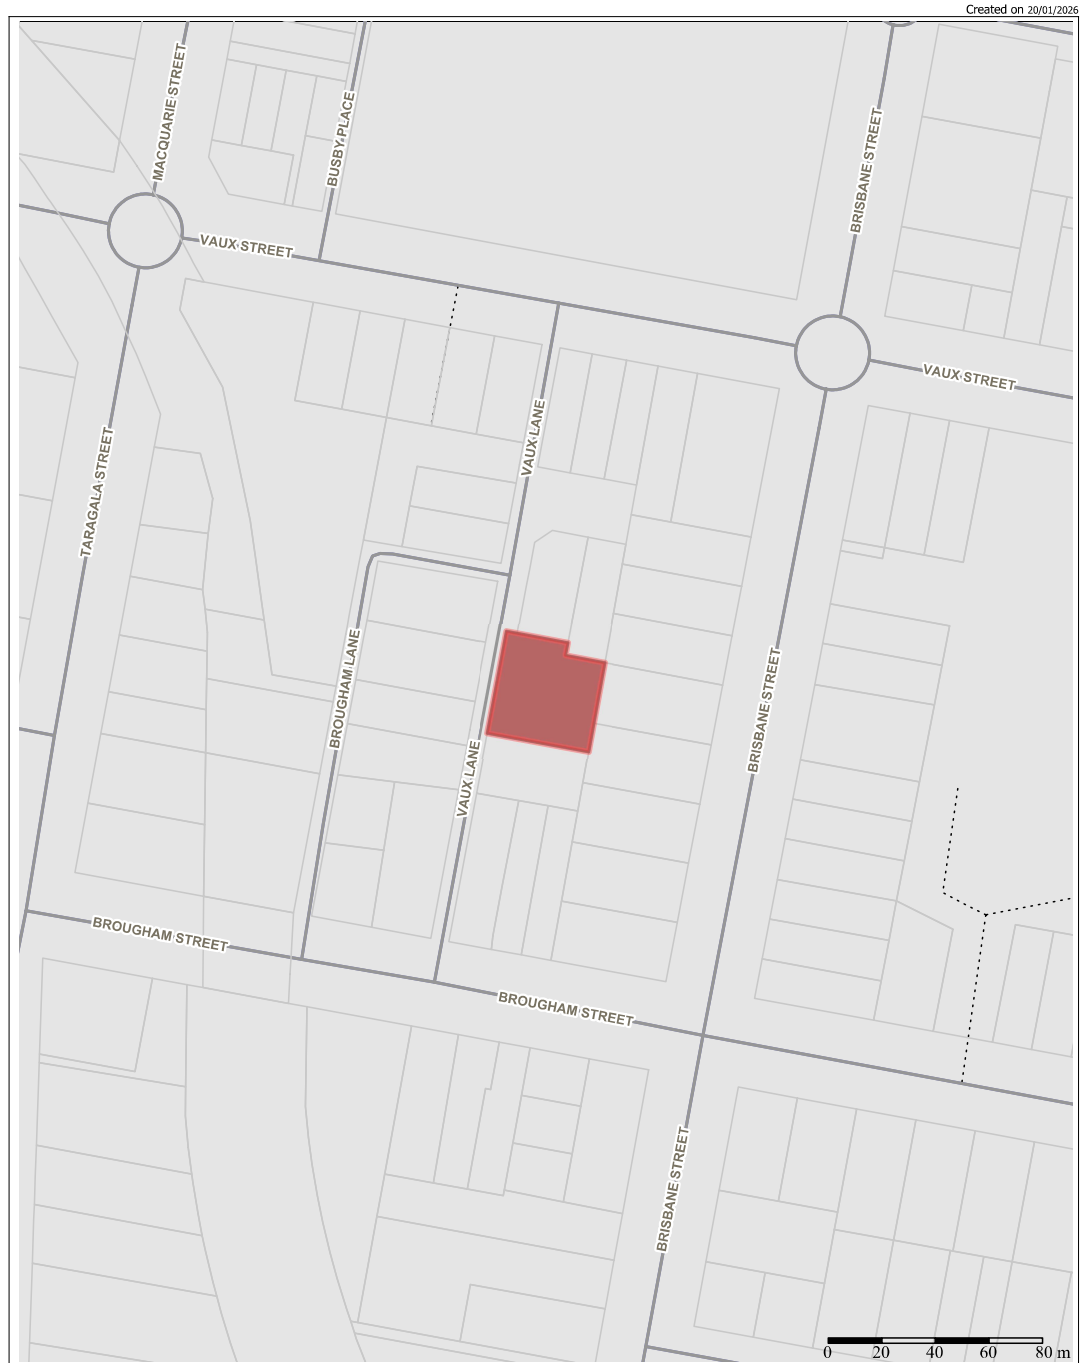 Created on 20/01/2026
MACQUARIE STREET
BUSBY PLACE
BRISBANE STREET
VAUX STREET
VAUX STREET
VAUX LANE
TARAGALA STREET
BROUGHAM LANE
BRISBANE STREET
VAUX LANE
BROUGHAM STREET
BROUGHAM STREET
BRISBANE STREET
0 20 40 60 80 m